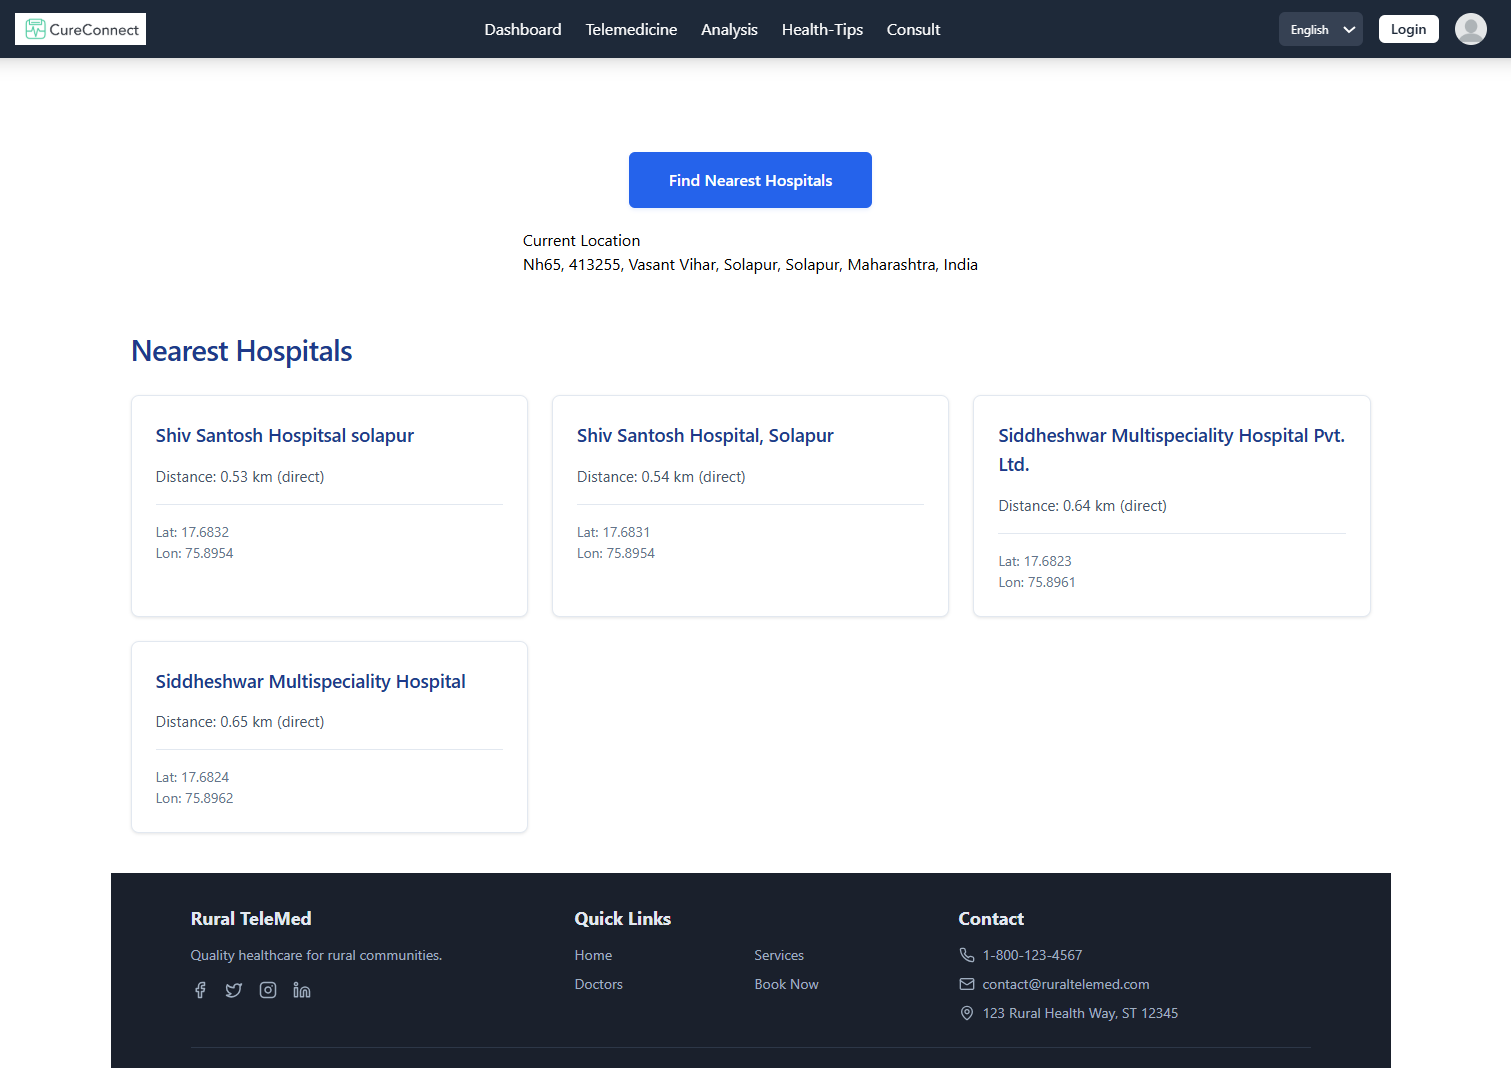 CureConnect
Dashboard Telemedicine Analysis Health-Tips Consult
English
Login
Find Nearest Hospitals
Current Location
Nh65, 413255, Vasant Vihar, Solapur, Solapur, Maharashtra, India
Nearest Hospitals
Shiv Santosh Hospitsal solapur
Distance: 0.53 km (direct)
Lat: 17.6832
Lon: 75.8954
Shiv Santosh Hospital, Solapur
Distance: 0.54 km (direct)
Lat: 17.6831
Lon: 75.8954
Siddheshwar Multispeciality Hospital Pvt.
Ltd.
Distance: 0.64 km (direct)
Lat: 17.6823
Lon: 75.8961
Siddheshwar Multispeciality Hospital
Distance: 0.65 km (direct)
Lat: 17.6824
Lon: 75.8962
Rural TeleMed
Quality healthcare for rural communities.
Quick Links
Home
Services
Doctors
Book Now
Contact
1-800-123-4567
contact@ruraltelemed.com
123 Rural Health Way, ST 12345